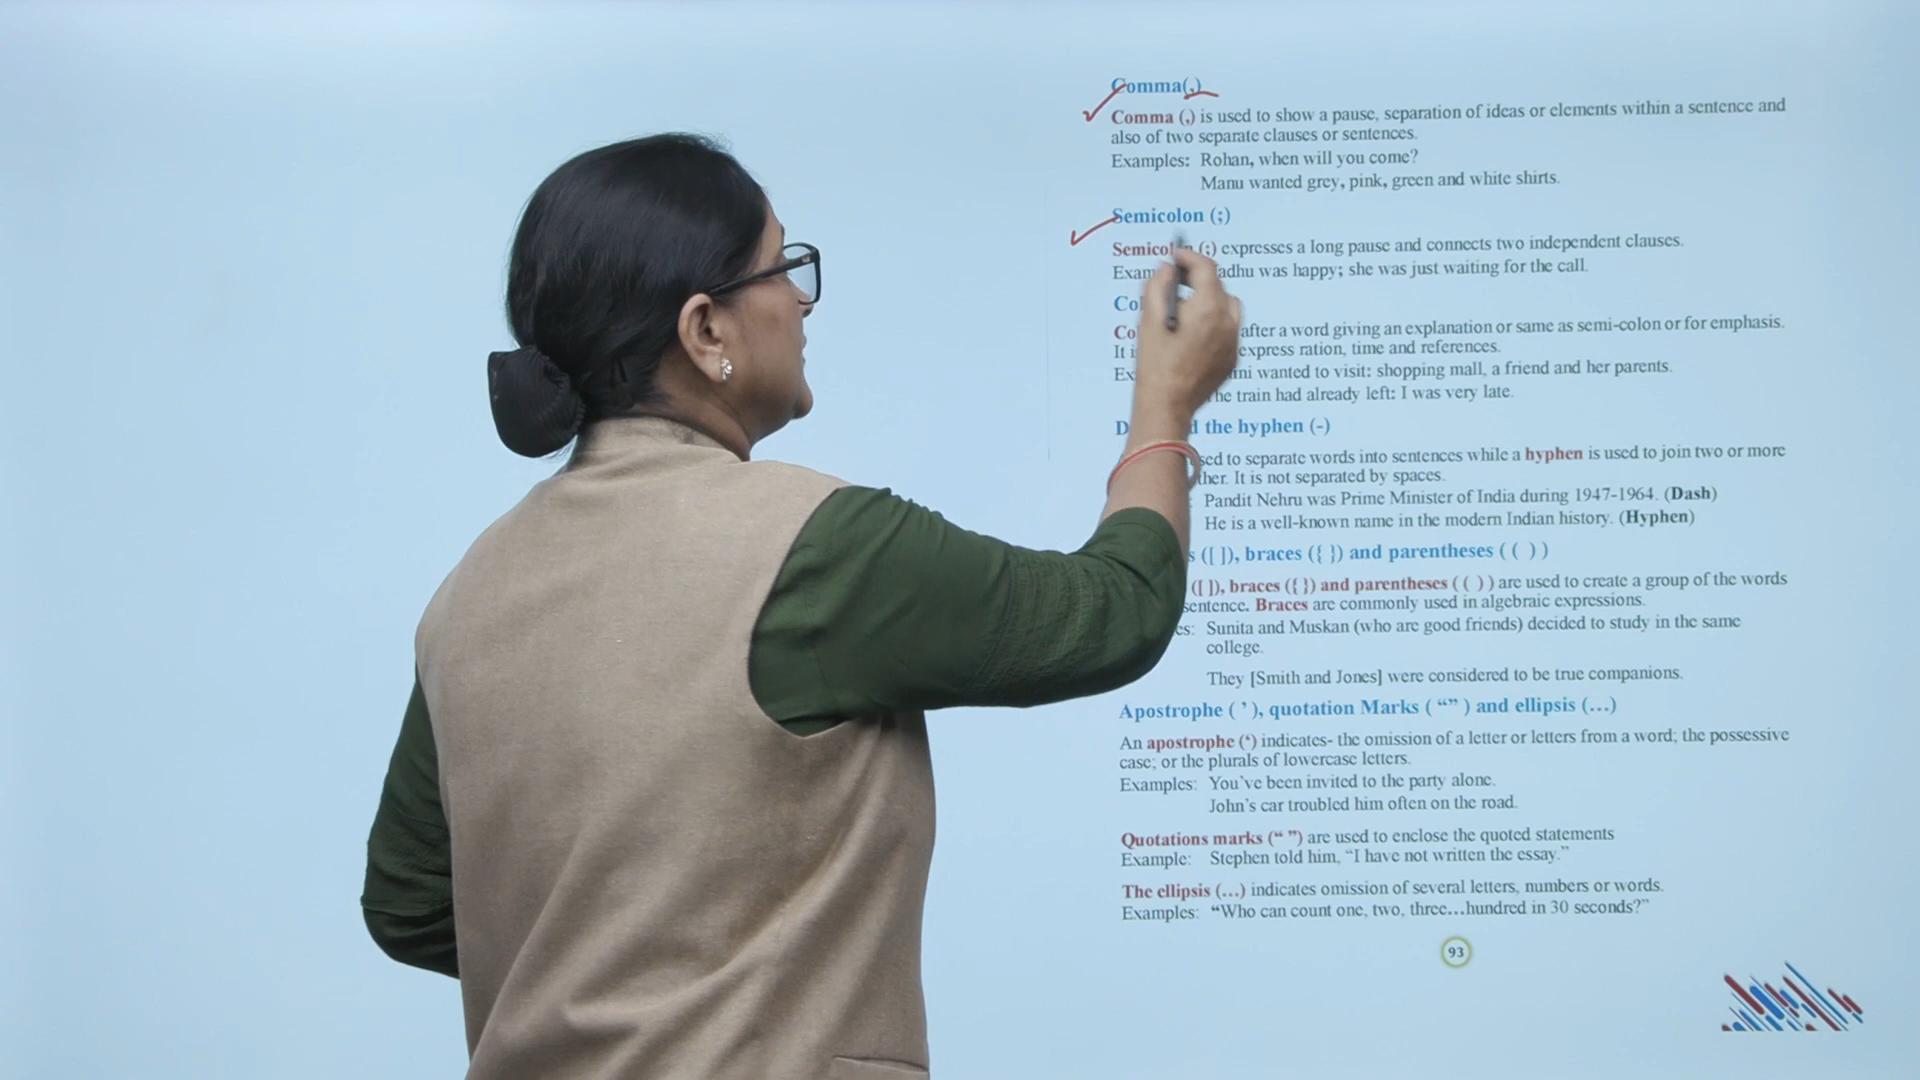 Comma(,)
Comma (,) is used to show a pause, separation of ideas or elements within a sentence and
also of two separate clauses or sentences.
Examples: Rohan, when will you come?
Manu wanted grey, pink, green and white shirts.
Semicolon (;)
(;) expresses a long pause and connects two independent clauses.
was happy; she was just waiting for the call.
after a word giving an explanation or same as semi-colon or for emphasis.
express ration, time and references.
wanted to visit: shopping mall, a friend and her parents.
train had already left: I was very late.
the hyphen (-)
to separate words into sentences while a hyphen is used to join two or more
It is not separated by spaces.
Pandit Nehru was Prime Minister of India during 1947-1964. (Dash)
He is a well-known name in the modern Indian history. (Hyphen)
([ ]), braces ({ }) and parentheses ( ( ) )
([ ]), braces ({ }) and parentheses ( ( ) ) are used to create a group of the words
sentence. Braces are commonly used in algebraic expressions.
Sunita and Muskan (who are good friends) decided to study in the same
college.
They [Smith and Jones] were considered to be true companions.
Apostrophe ( ’ ), quotation Marks ( “” ) and ellipsis (…)
An apostrophe (‘) indicates- the omission of a letter or letters from a word; the possessive
case; or the plurals of lowercase letters.
Examples: You’ve been invited to the party alone.
John’s car troubled him often on the road.
Quotations marks (“ ”) are used to enclose the quoted statements
Example: Stephen told him, “I have not written the essay.”
The ellipsis (…) indicates omission of several letters, numbers or words.
Examples: “Who can count one, two, three…hundred in 30 seconds?”
93